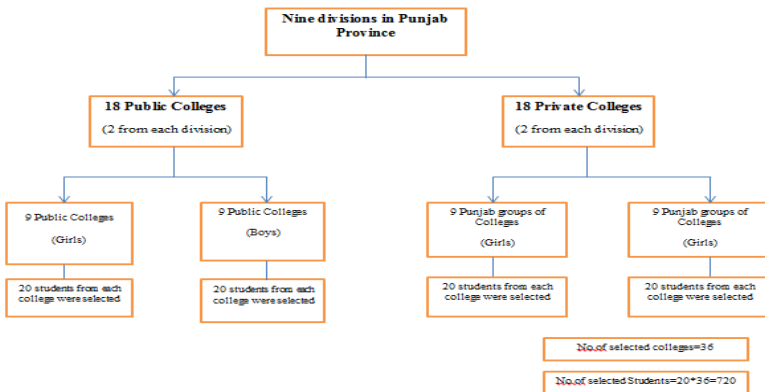 Nine divisions in Punjab
Province
18 Public Colleges
(2 from each division)
18 Private Colleges
(2 from each division)
9 Public Colleges
(Girls)
9 Public Colleges
(Boys)
9 Punjab groups of
Colleges
(Girls)
9 Punjab groups of
Colleges
(Girls)
20 students from each
college were selected
20 students from each
college were selected
20 students from each
college were selected
20 students from each
college were selected
No.of selected colleges=36
No.of selected Students=20*36=720